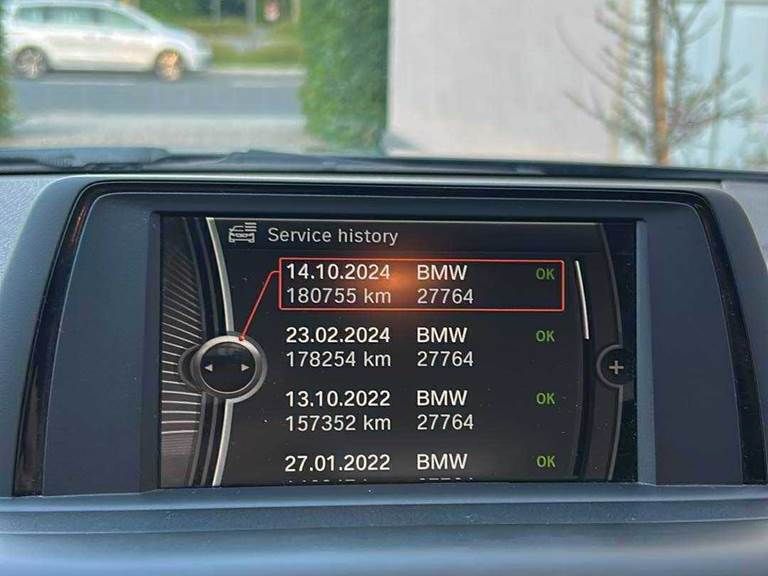 Service history
14.10.2024 BMW OK
180755 km 27764
23.02.2024 BMW OK
178254 km 27764
13.10.2022 BMW OK
157352 km 27764
27.01.2022 BMW OK